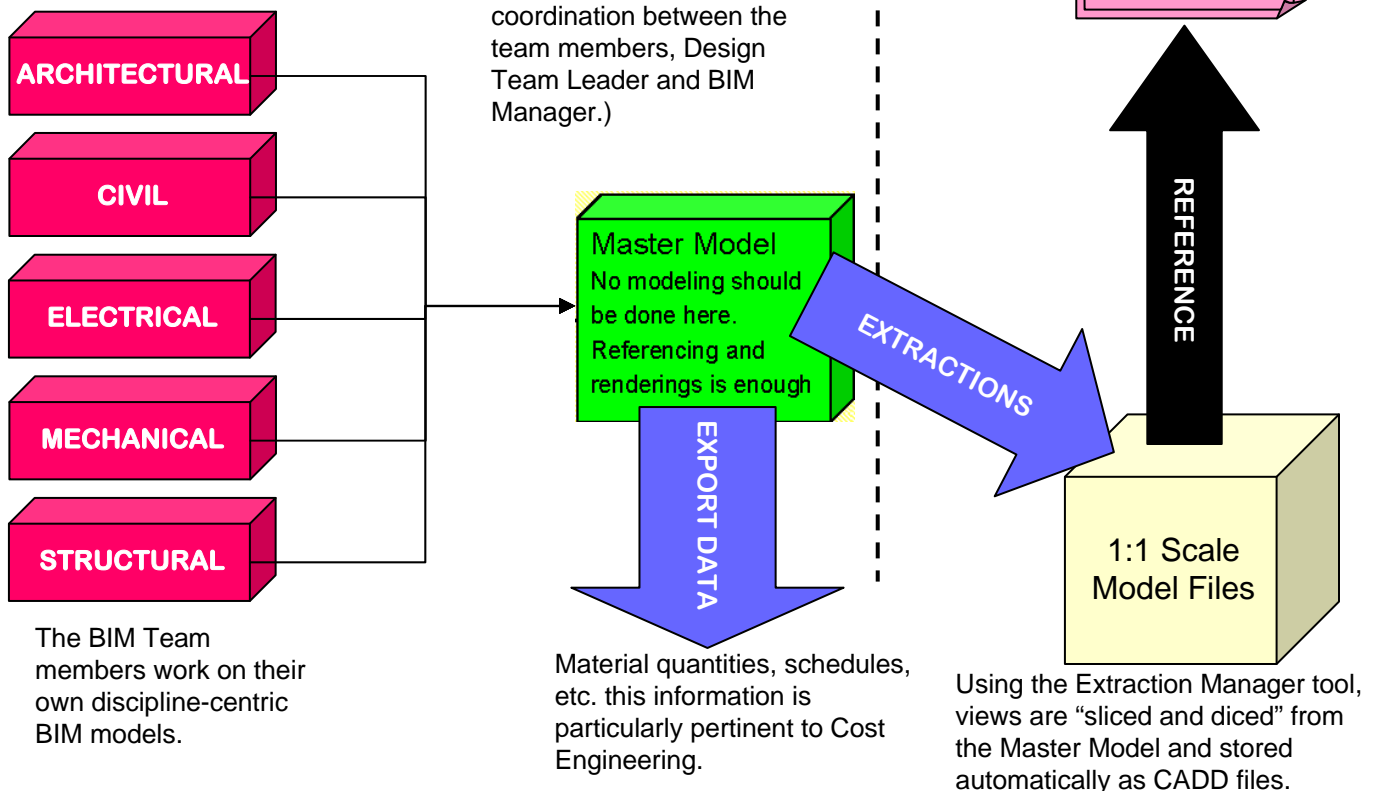 coordination between the
team members, Design
Team Leader and BIM
Manager.)
ARCHITECTURAL
CIVIL
ELECTRICAL
MECHANICAL
STRUCTURAL
The BIM Team
members work on their
own discipline-centric
BIM models.
Master Model
No modeling should
be done here.
Referencing and
renderings is enough
EXPORT DATA
Material quantities, schedules,
etc. this information is
particularly pertinent to Cost
Engineering.
EXTRACTIONS
REFERENCE
1:1 Scale
Model Files
Using the Extraction Manager tool,
views are “sliced and diced” from
the Master Model and stored
automatically as CADD files.